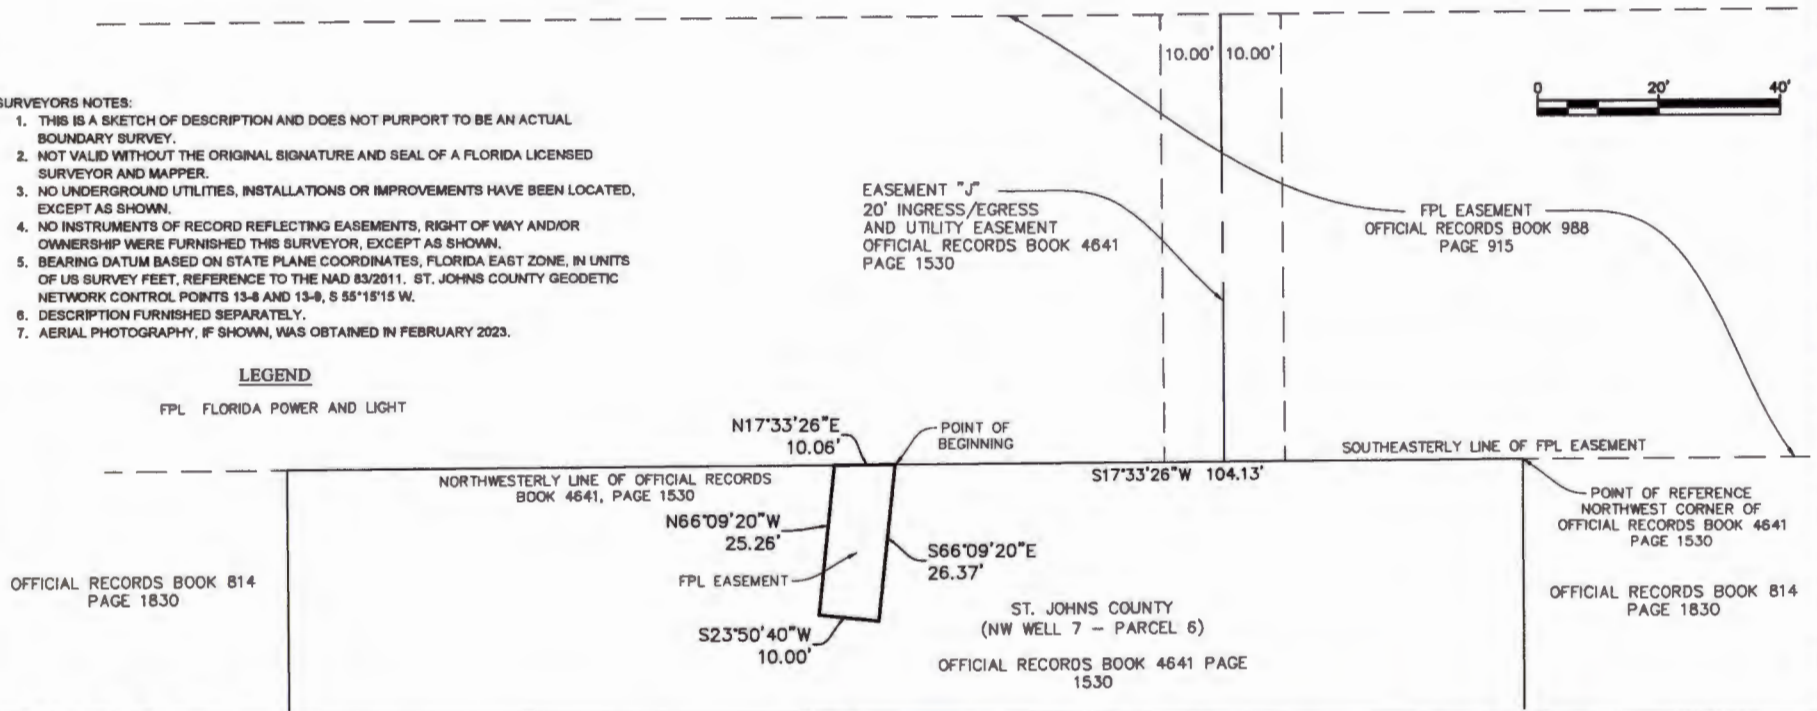 10.00' 10.00'
0 20' 40'
SURVEYORS NOTES:
1. THIS IS A SKETCH OF DESCRIPTION AND DOES NOT PURPORT TO BE AN ACTUAL
BOUNDARY SURVEY.
2. NOT VALID WITHOUT THE ORIGINAL SIGNATURE AND SEAL OF A FLORIDA LICENSED
SURVEYOR AND MAPPER.
3. NO UNDERGROUND UTILITIES, INSTALLATIONS OR IMPROVEMENTS HAVE BEEN LOCATED,
EXCEPT AS SHOWN.
4. NO INSTRUMENTS OF RECORD REFLECTING EASEMENTS, RIGHT OF WAY AND/OR
OWNERSHIP WERE FURNISHED THIS SURVEYOR, EXCEPT AS SHOWN.
5. BEARING DATUM BASED ON STATE PLANE COORDINATES, FLORIDA EAST ZONE, IN UNITS
OF US SURVEY FEET, REFERENCE TO THE NAD 83/2011. ST. JOHNS COUNTY GEODETIC
NETWORK CONTROL POINTS 13-8 AND 13-9, S 55°15'15 W.
6. DESCRIPTION FURNISHED SEPARATELY.
7. AERIAL PHOTOGRAPHY, IF SHOWN, WAS OBTAINED IN FEBRUARY 2023.
EASEMENT "J"
20' INGRESS/EGRESS
AND UTILITY EASEMENT
OFFICIAL RECORDS BOOK 4641
PAGE 1530
FPL EASEMENT
OFFICIAL RECORDS BOOK 988
PAGE 915
LEGEND
FPL FLORIDA POWER AND LIGHT
N17°33'26"E
10.06'
POINT OF
BEGINNING
SOUTHEASTERLY LINE OF FPL EASEMENT
S17°33'26"W 104.13'
NORTHWESTERLY LINE OF OFFICIAL RECORDS
BOOK 4641, PAGE 1530
POINT OF REFERENCE
NORTHWEST CORNER OF
OFFICIAL RECORDS BOOK 4641
PAGE 1530
N66°09'20"W
25.26'
S66°09'20"E
26.37'
FPL EASEMENT
OFFICIAL RECORDS BOOK 814
PAGE 1830
OFFICIAL RECORDS BOOK 814
PAGE 1830
ST. JOHNS COUNTY
(NW WELL 7 – PARCEL 6)
S23°50'40"W
10.00'
OFFICIAL RECORDS BOOK 4641 PAGE
1530